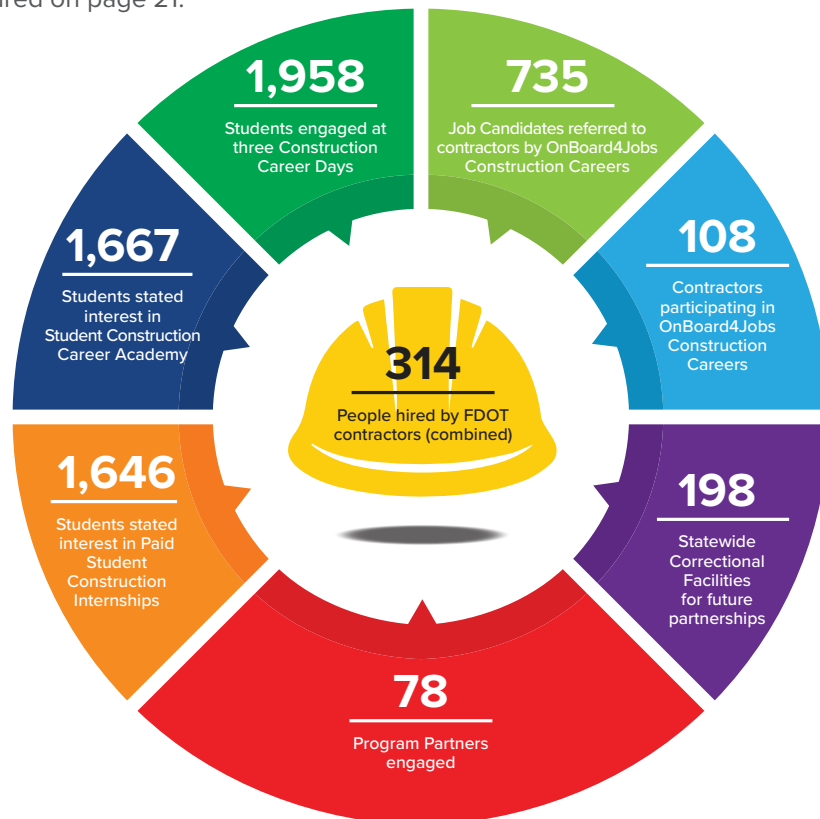 on page 21.
1,958
Students engaged at
three Construction
Career Days
735
Job Candidates referred to
contractors by OnBoard4Jobs
Construction Careers
1,667
Students stated
interest in
Student Construction
Career Academy
108
Contractors
participating in
OnBoard4Jobs
Construction
Careers
314
People hired by FDOT
contractors (combined)
1,646
Students stated
interest in Paid
Student
Construction
Internships
198
Statewide
Correctional
Facilities
for future
partnerships
78
Program Partners
engaged